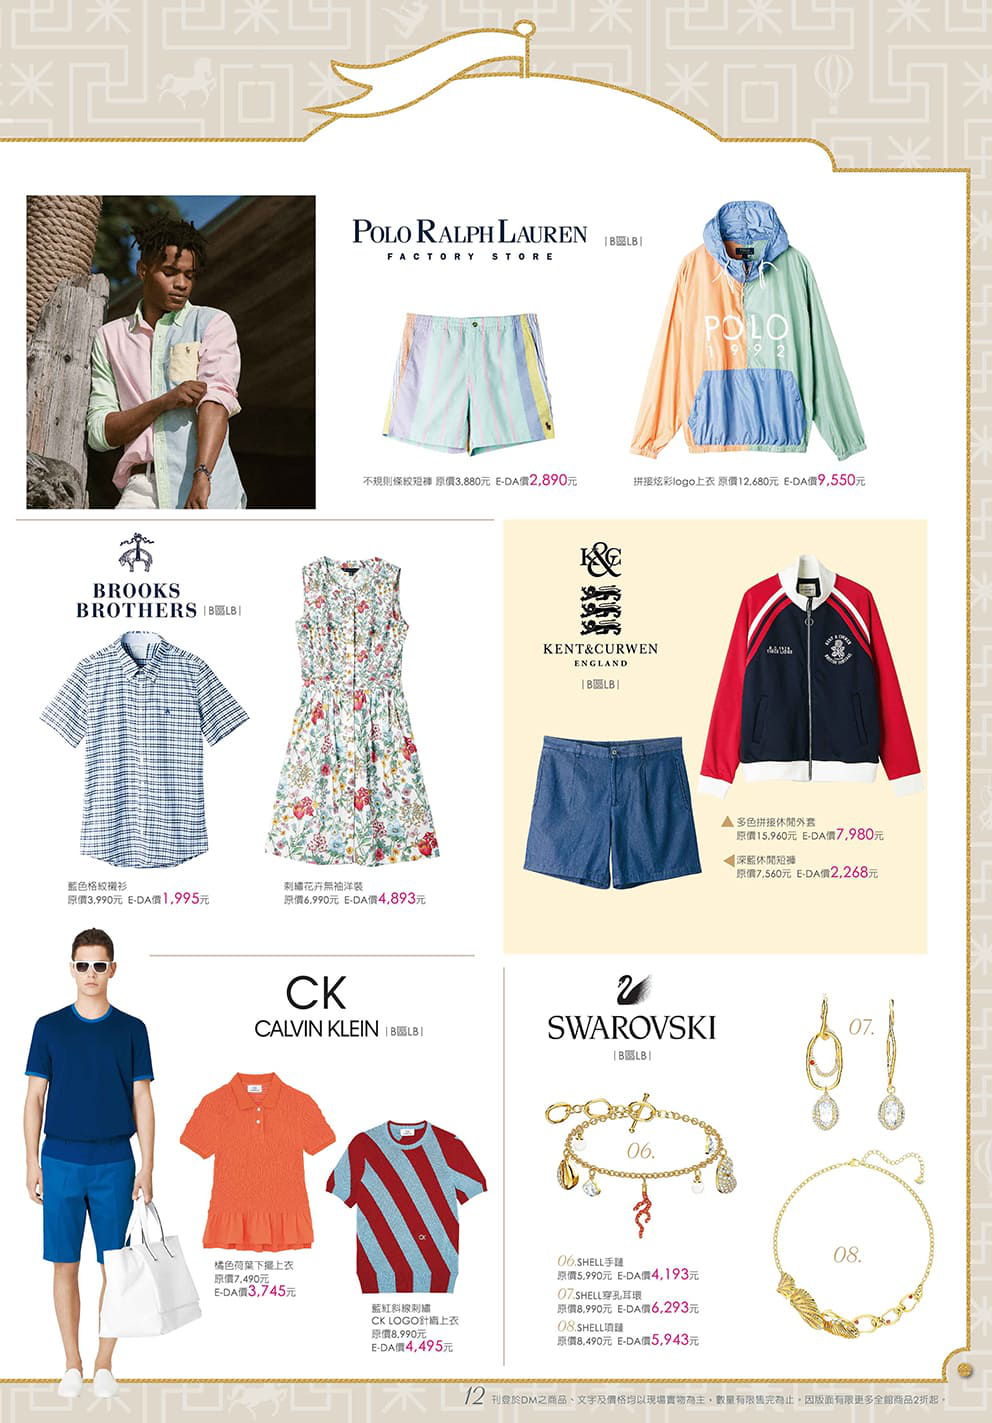 POLO RALPH LAUREN
FACTORY STORE
|B區LB|
POLO
1992
不規則條紋短褲 原價3,880元 E-DA價2,890元
拼接炫彩logo上衣 原價12,680元 E-DA價9,550元
BROOKS
BROTHERS |B區LB|
藍色格紋襯衫
原價3,990元 E-DA價1,995元
刺繡花卉無袖洋裝
原價6,990元 E-DA價4,893元
K&C
KENT&CURWEN
ENGLAND
|B區LB|
多色拼接休閒外套
原價15,960元 E-DA價7,980元
深藍休閒短褲
原價7,560元 E-DA價2,268元
CK
CALVIN KLEIN |B區LB|
橘色荷葉下擺上衣
原價7,490元
E-DA價3,745元
藍紅斜線刺繡
CK LOGO針織上衣
原價8,990元
E-DA價4,495元
SWAROVSKI
|B區LB|
07.
06.
08.
06.SHELL手鍊
原價5,990元 E-DA價4,193元
07.SHELL穿孔耳環
原價8,990元 E-DA價6,293元
08.SHELL項鍊
原價8,490元 E-DA價5,943元
12 刊登於DM之商品、文字及價格均以現場實物為主，數量有限售完為止。因版面有限更多全館商品2折起。